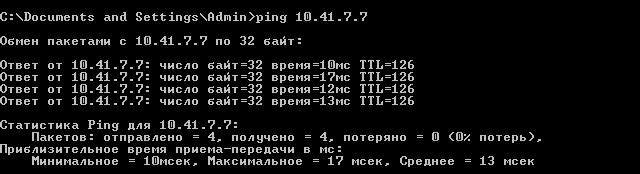 C:\Documents and Settings\Admin>ping 10.41.7.7
Обмен пакетами с 10.41.7.7 по 32 байт:
Ответ от 10.41.7.7: число байт=32 время=10мс TTL=126
Ответ от 10.41.7.7: число байт=32 время=17мс TTL=126
Ответ от 10.41.7.7: число байт=32 время=12мс TTL=126
Ответ от 10.41.7.7: число байт=32 время=13мс TTL=126
Статистика Ping для 10.41.7.7:
Пакетов: отправлено = 4, получено = 4, потеряно = 0 (0% потерь),
Приблизительное время приема-передачи в мс:
Минимальное = 10мсек, Максимальное = 17 мсек, Среднее = 13 мсек